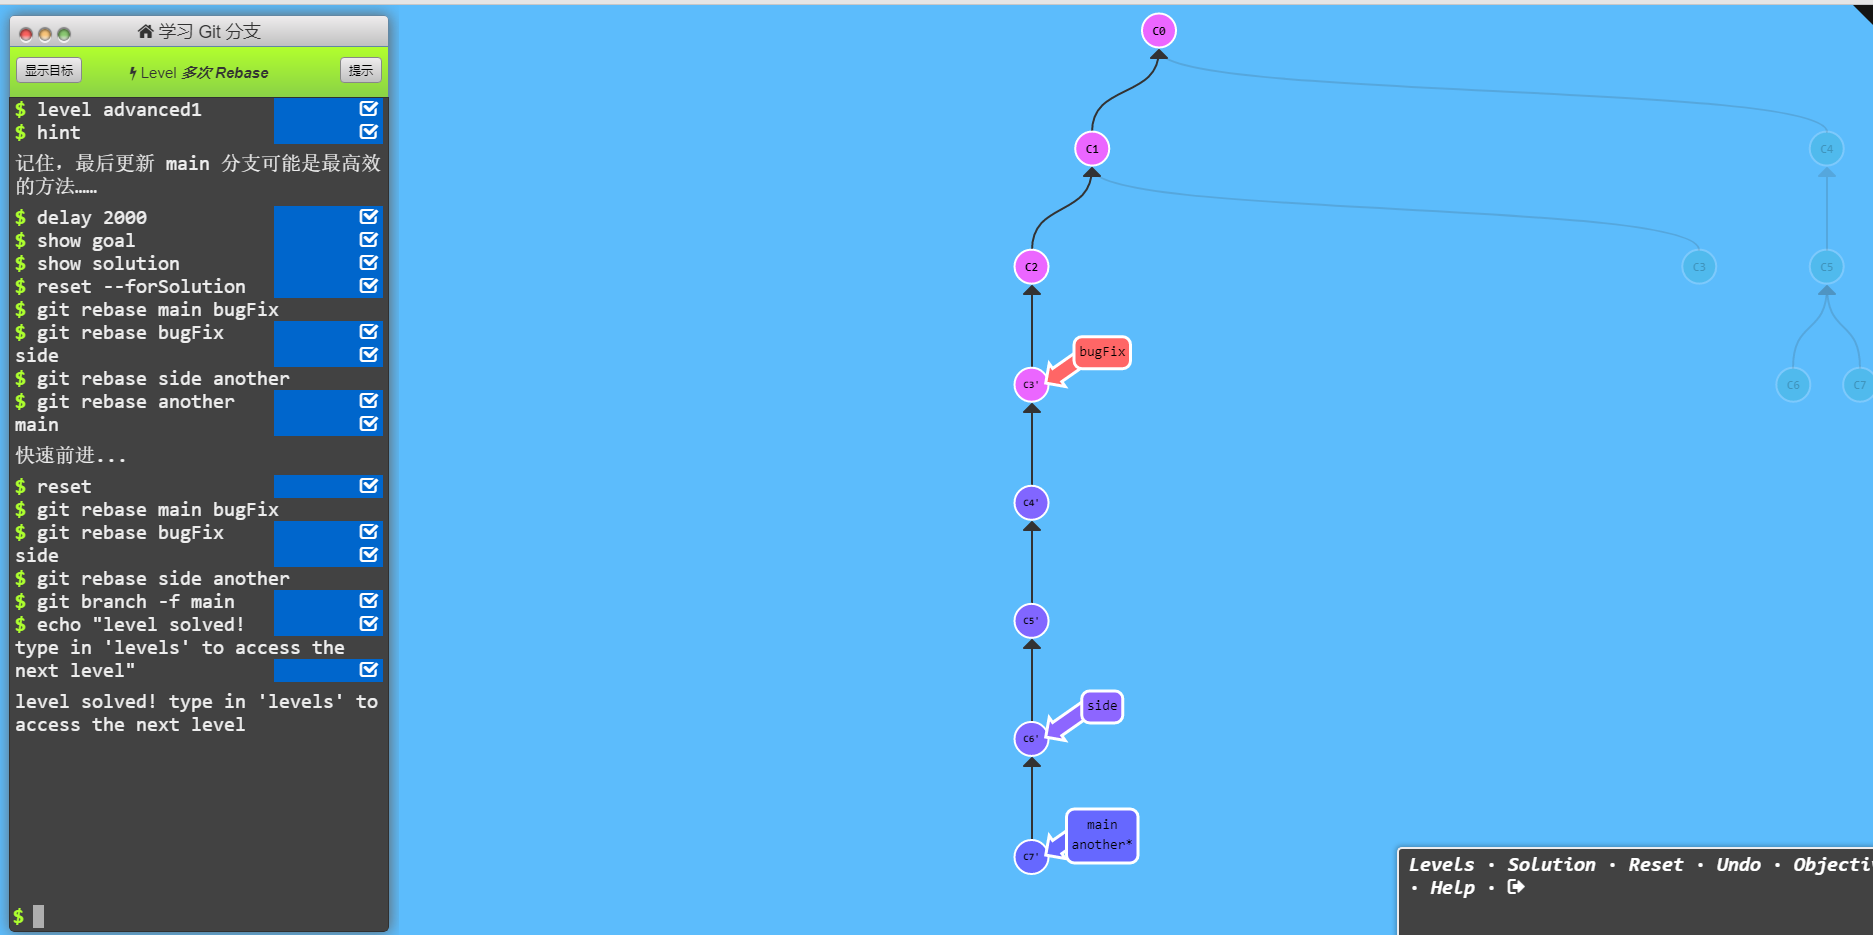 学习 Git 分支
显示目标
Level 多次 Rebase
提示
$ level advanced1
$ hint
记住，最后更新 main 分支可能是最高效
的方法……
$ delay 2000
$ show goal
$ show solution
$ reset --forSolution
$ git rebase main bugFix
$ git rebase bugFix
side
$ git rebase side another
$ git rebase another
main
快速前进...
$ reset
$ git rebase main bugFix
$ git rebase bugFix
side
$ git rebase side another
$ git branch -f main
$ echo "level solved!
type in 'levels' to access the
next level"
level solved! type in 'levels' to
access the next level
$
C0
C1
C4
C2
C3
C5
bugFix
C3'
C6
C7
C4'
C5'
side
C6'
main
another*
C7'
Levels · Solution · Reset · Undo · Objecti
· Help ·